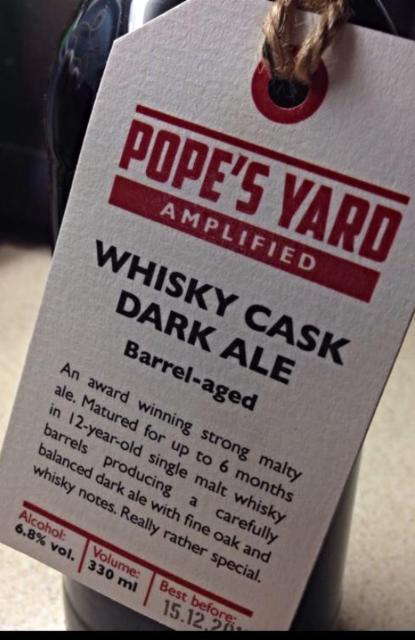 POPE'S YARD
AMPLIFIED
WHISKY CASK
DARK ALE
Barrel-aged
An award winning strong malty
ale. Matured for up to 6 months
in 12-year-old single malt whisky
barrels producing a carefully
balanced dark ale with fine oak and
whisky notes. Really rather special.
Alcohol: Volume: Best before:
6.8% vol. 330 ml 15.12.